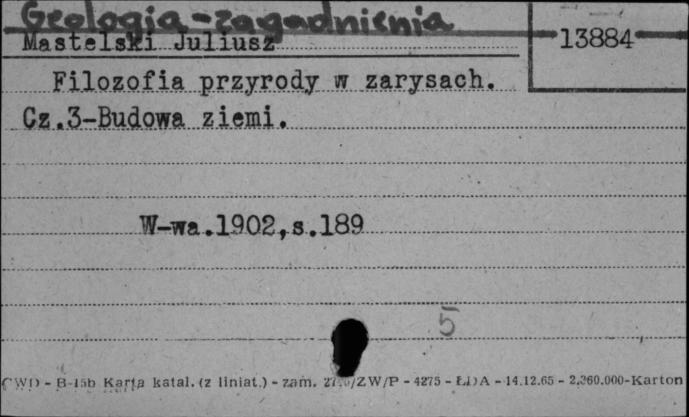 Geologia-zagadnienia
Mastelski Juliusz
13884
Filozofia przyrody w zarysach.
Cz.3-Budowa ziemi.
W-wa.1902,s.189
5
CWD - B-15b Karta katal. (z liniat.) - zam. /ZW/P - 4275 - ŁDA - 14.12.65 - 2.360.000-Karton